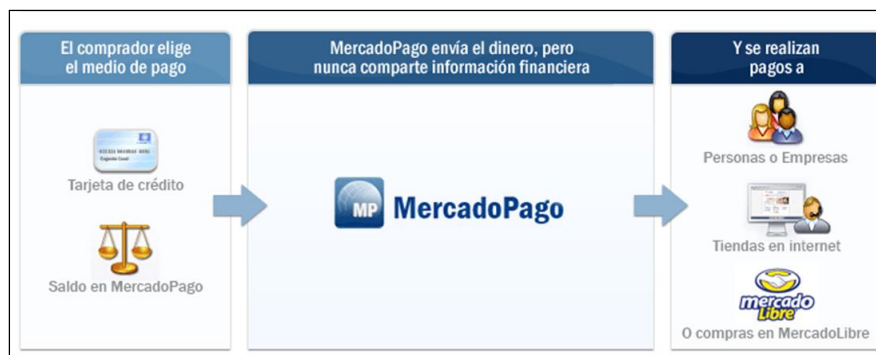 El comprador elige
el medio de pago
Tarjeta de crédito
Saldo en MercadoPago
MercadoPago envía el dinero, pero
nunca comparte información financiera
MP MercadoPago
Y se realizan
pagos a
Personas o Empresas
Tiendas en internet
mercado
Libre
O compras en MercadoLibre